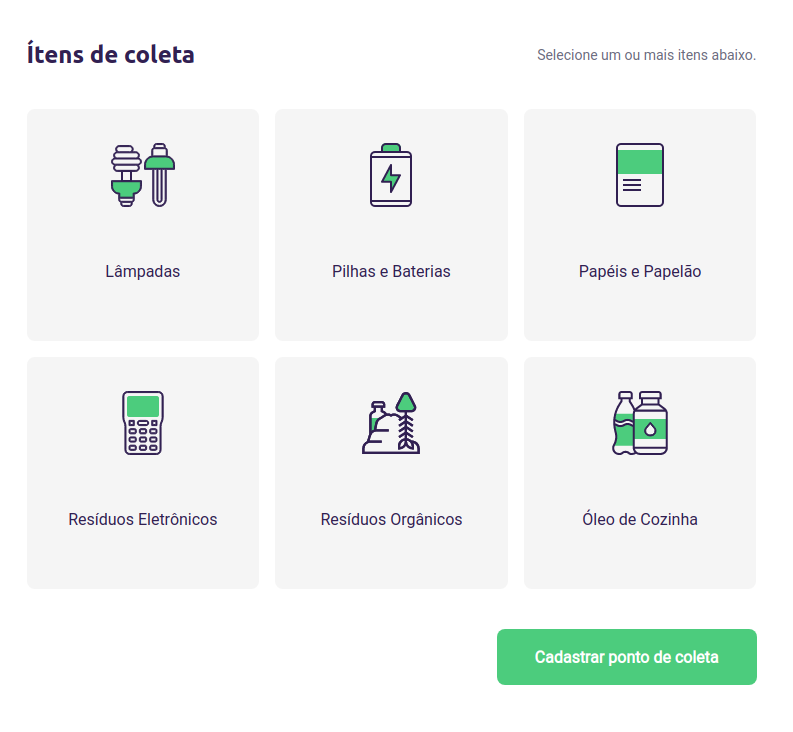 Ítens de coleta
Selecione um ou mais itens abaixo.
Lâmpadas
Pilhas e Baterias
Papéis e Papelão
Resíduos Eletrônicos
Resíduos Orgânicos
Óleo de Cozinha
Cadastrar ponto de coleta